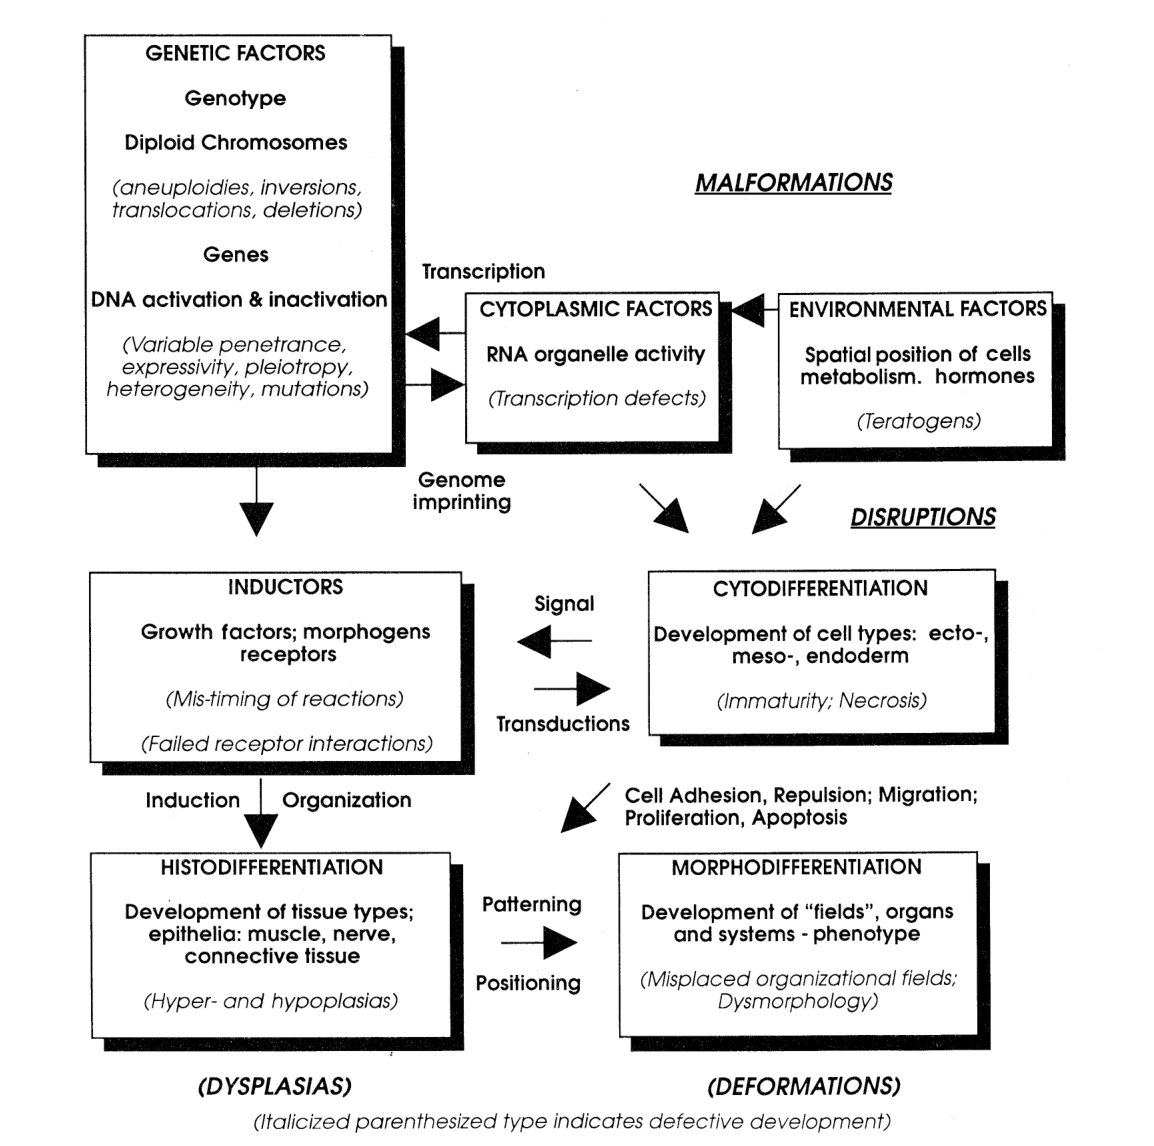 GENETIC FACTORS
Genotype
Diploid Chromosomes
(aneuploidies, inversions,
translocations, deletions)
Genes
DNA activation & inactivation
(Variable penetrance,
expressivity, pleiotropy,
heterogeneity, mutations)
MALFORMATIONS
Transcription
CYTOPLASMIC FACTORS
RNA organelle activity
(Transcription defects)
ENVIRONMENTAL FACTORS
Spatial position of cells
metabolism. hormones
(Teratogens)
Genome
imprinting
DISRUPTIONS
INDUCTORS
Growth factors; morphogens
receptors
(Mis-timing of reactions)
(Failed receptor interactions)
Signal
Transductions
CYTODIFFERENTIATION
Development of cell types: ecto-,
meso-, endoderm
(Immaturity; Necrosis)
Induction
Organization
Cell Adhesion, Repulsion; Migration;
Proliferation, Apoptosis
HISTODIFFERENTIATION
Development of tissue types;
epithelia: muscle, nerve,
connective tissue
(Hyper- and hypoplasias)
Patterning
Positioning
MORPHODIFFERENTIATION
Development of “fields”, organs
and systems - phenotype
(Misplaced organizational fields;
Dysmorphology)
(DYSPLASIAS)
(DEFORMATIONS)
(Italicized parenthesized type indicates defective development)